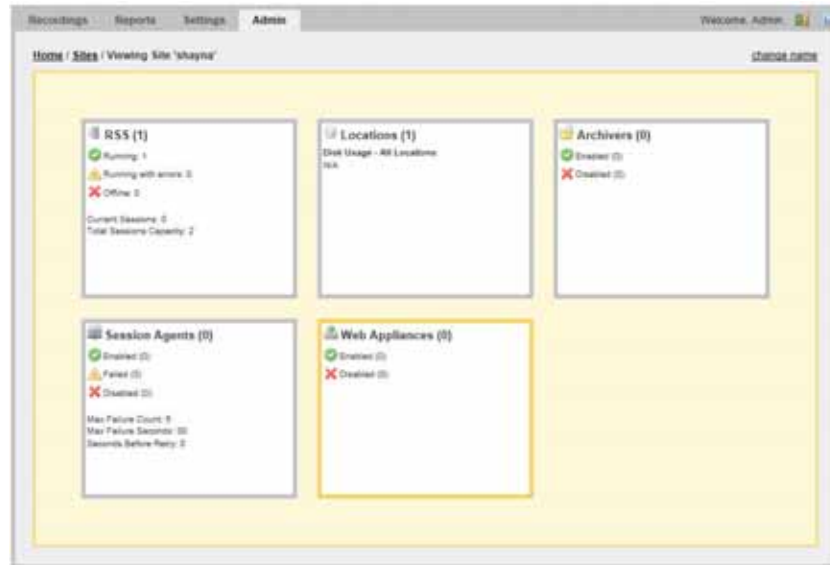 Recordings Reports Settings Admin
Welcome, Admin
Home / Sites / Viewing Site 'shayna'
change name
RSS (1)
Running: 1
Running with errors: 0
Offline: 0
Current Sessions: 0
Total Sessions Capacity: 2
Locations (1)
Disk Usage - All Locations
N/A
Archivers (0)
Enabled (0)
Disabled (0)
Session Agents (0)
Enabled (0)
Failed (0)
Disabled (0)
Max Failure Count: 5
Max Failure Seconds: 30
Seconds Before Retry: 0
Web Appliances (0)
Enabled (0)
Disabled (0)